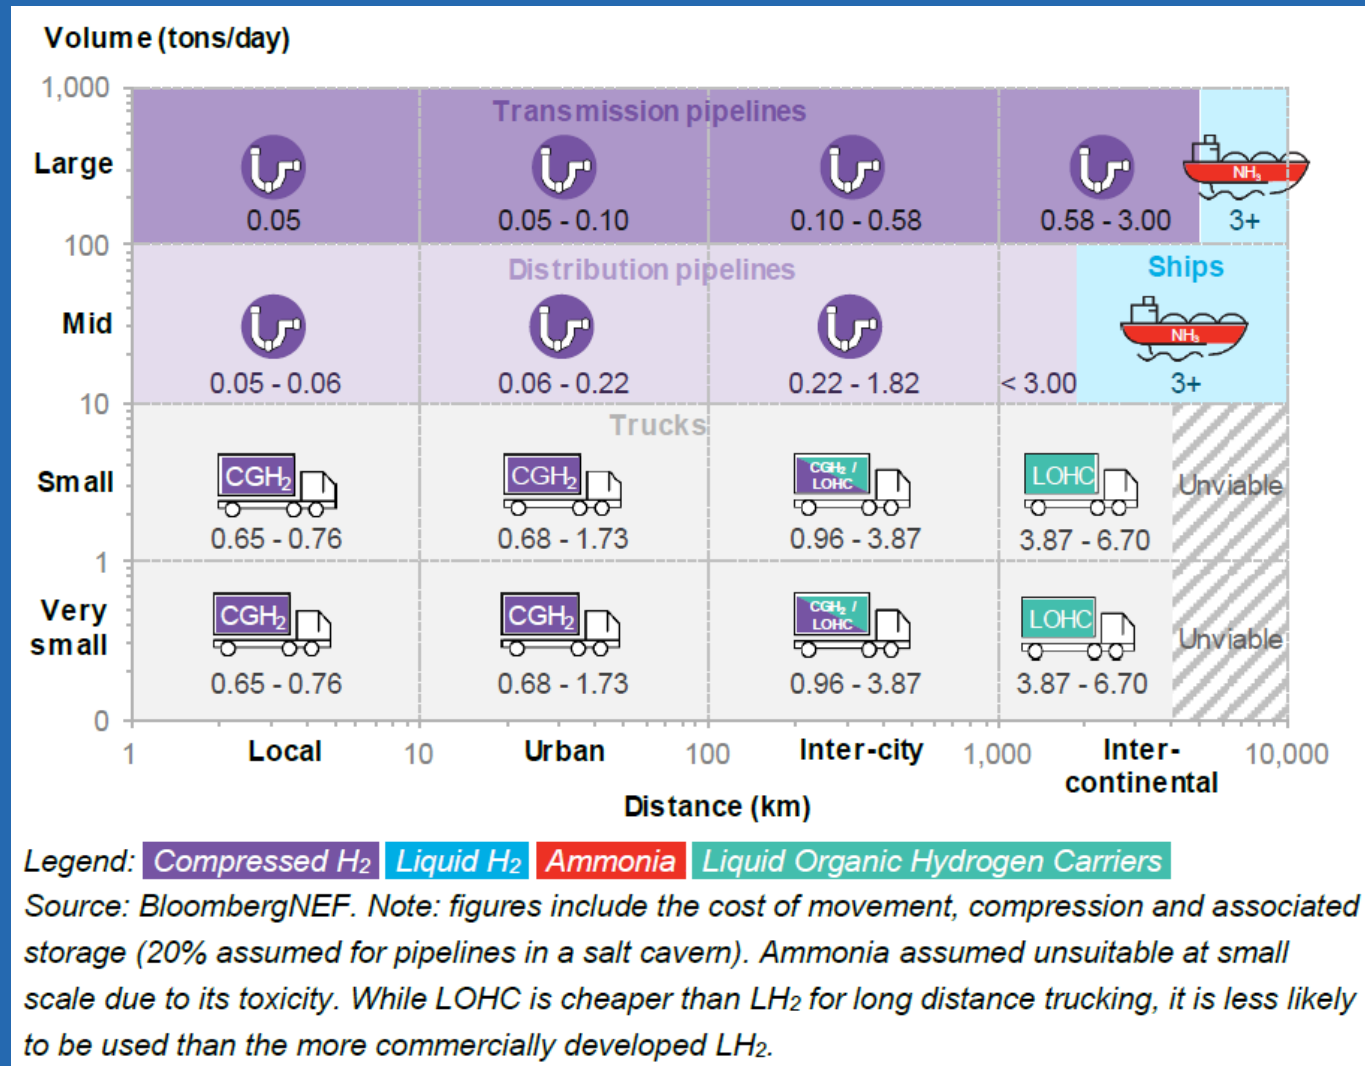 Volume (tons/day)
1,000
Transmission pipelines
Large
NH₃
0.05
0.05 - 0.10
0.10 - 0.58
0.58 - 3.00
3+
100
Distribution pipelines
Ships
Mid
NH₃
0.05 - 0.06
0.06 - 0.22
0.22 - 1.82
< 3.00
3+
10
Trucks
Small
CGH₂
CGH₂
CGH₂ /
LOHC
LOHC
Unviable
0.65 - 0.76
0.68 - 1.73
0.96 - 3.87
3.87 - 6.70
1
Very
small
CGH₂
CGH₂
CGH₂ /
LOHC
LOHC
Unviable
0.65 - 0.76
0.68 - 1.73
0.96 - 3.87
3.87 - 6.70
0
1
Local
10
Urban
100
Inter-city
1,000
Inter-
continental
10,000
Distance (km)
Legend: Compressed H₂ Liquid H₂ Ammonia Liquid Organic Hydrogen Carriers
Source: BloombergNEF. Note: figures include the cost of movement, compression and associated
storage (20% assumed for pipelines in a salt cavern). Ammonia assumed unsuitable at small
scale due to its toxicity. While LOHC is cheaper than LH₂ for long distance trucking, it is less likely
to be used than the more commercially developed LH₂.